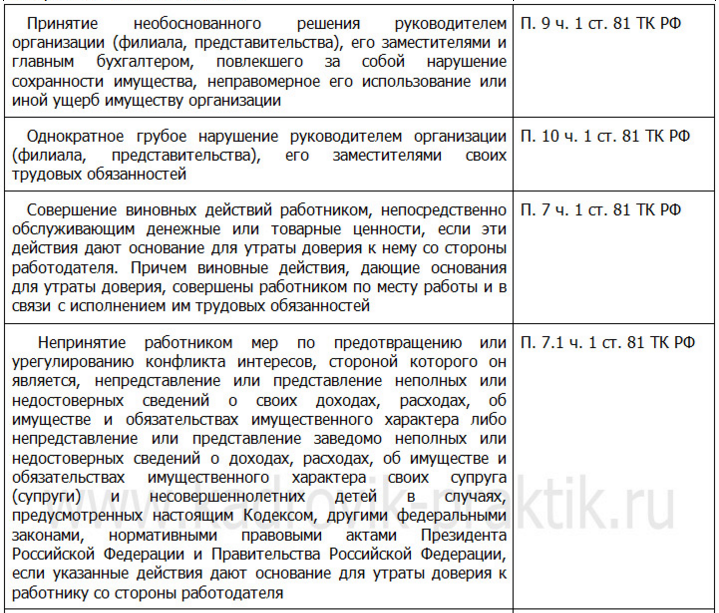 Принятие необоснованного решения руководителем
организации (филиала, представительства), его заместителями и
главным бухгалтером, повлекшего за собой нарушение
сохранности имущества, неправомерное его использование или
иной ущерб имуществу организации
П. 9 ч. 1 ст. 81 ТК РФ
Однократное грубое нарушение руководителем организации
(филиала, представительства), его заместителями своих
трудовых обязанностей
П. 10 ч. 1 ст. 81 ТК РФ
Совершение виновных действий работником, непосредственно
обслуживающим денежные или товарные ценности, если эти
действия дают основание для утраты доверия к нему со стороны
работодателя. Причем виновные действия, дающие основания
для утраты доверия, совершены работником по месту работы и в
связи с исполнением им трудовых обязанностей
П. 7 ч. 1 ст. 81 ТК РФ
Непринятие работником мер по предотвращению или
урегулированию конфликта интересов, стороной которого он
является, непредставление или представление неполных или
недостоверных сведений о своих доходах, расходах, об
имуществе и обязательствах имущественного характера либо
непредставление или представление заведомо неполных или
недостоверных сведений о доходах, расходах, об имуществе и
обязательствах имущественного характера своих супруга
(супруги) и несовершеннолетних детей в случаях,
предусмотренных настоящим Кодексом, другими федеральными
законами, нормативными правовыми актами Президента
Российской Федерации и Правительства Российской Федерации,
если указанные действия дают основание для утраты доверия к
работнику со стороны работодателя
П. 7.1 ч. 1 ст. 81 ТК РФ
www.kadrovik-praktik.ru